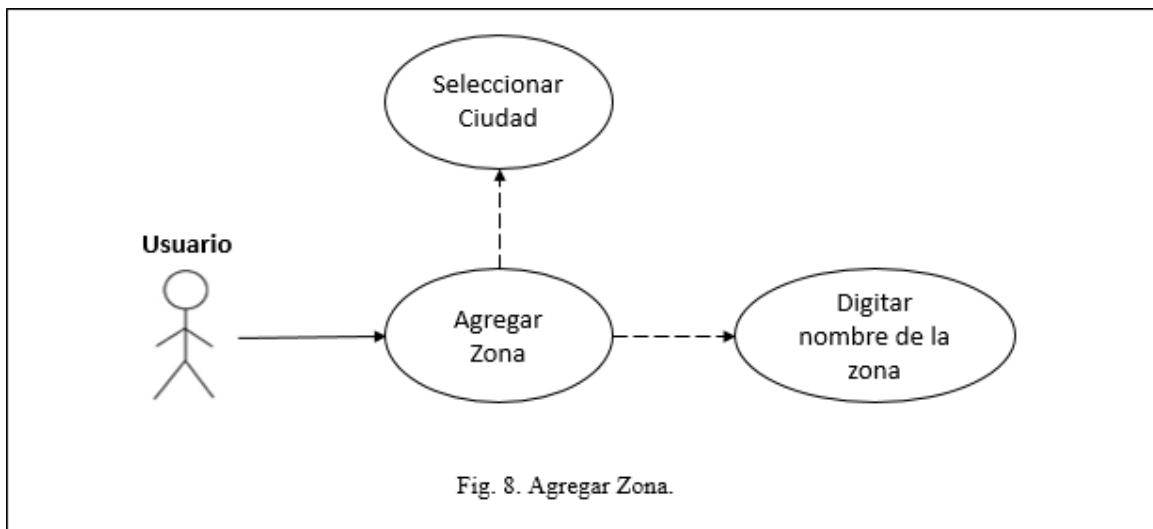 Seleccionar
Ciudad
Usuario
Agregar
Zona
Digitar
nombre de la
zona
Fig. 8. Agregar Zona.